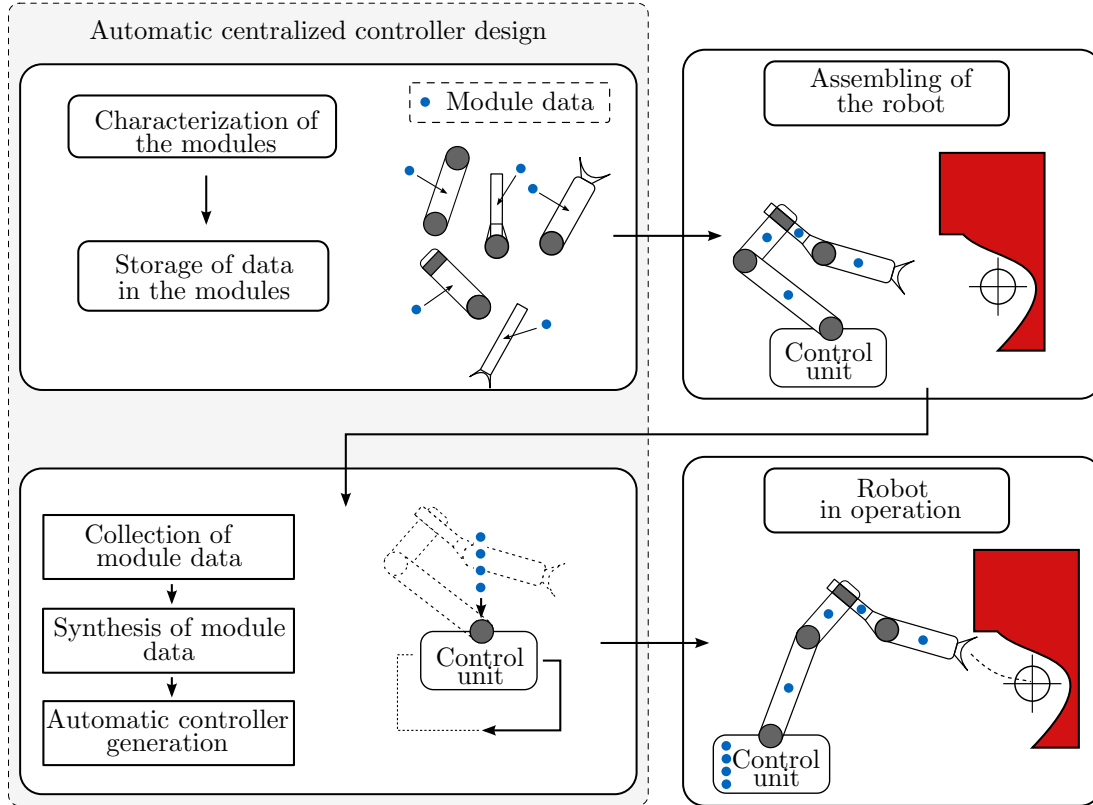 Automatic centralized controller design
Characterization of
the modules
Storage of data
in the modules
Module data
Assembling of
the robot
Control
unit
Collection of
module data
Synthesis of module
data
Automatic controller
generation
Control
unit
Robot
in operation
Control
unit